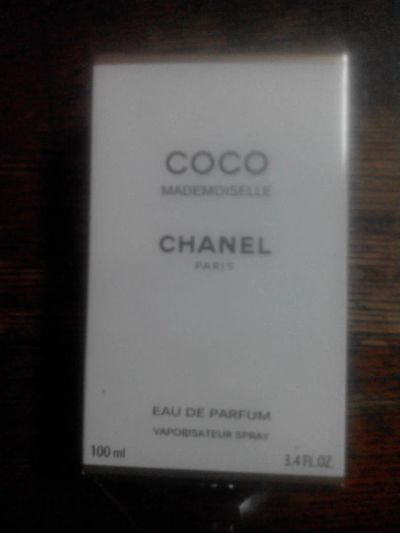 COCO
MADEMOISELLE
CHANEL
PARIS
EAU DE PARFUM
VAPORISATEUR SPRAY
100 ml 3.4 FL.OZ.